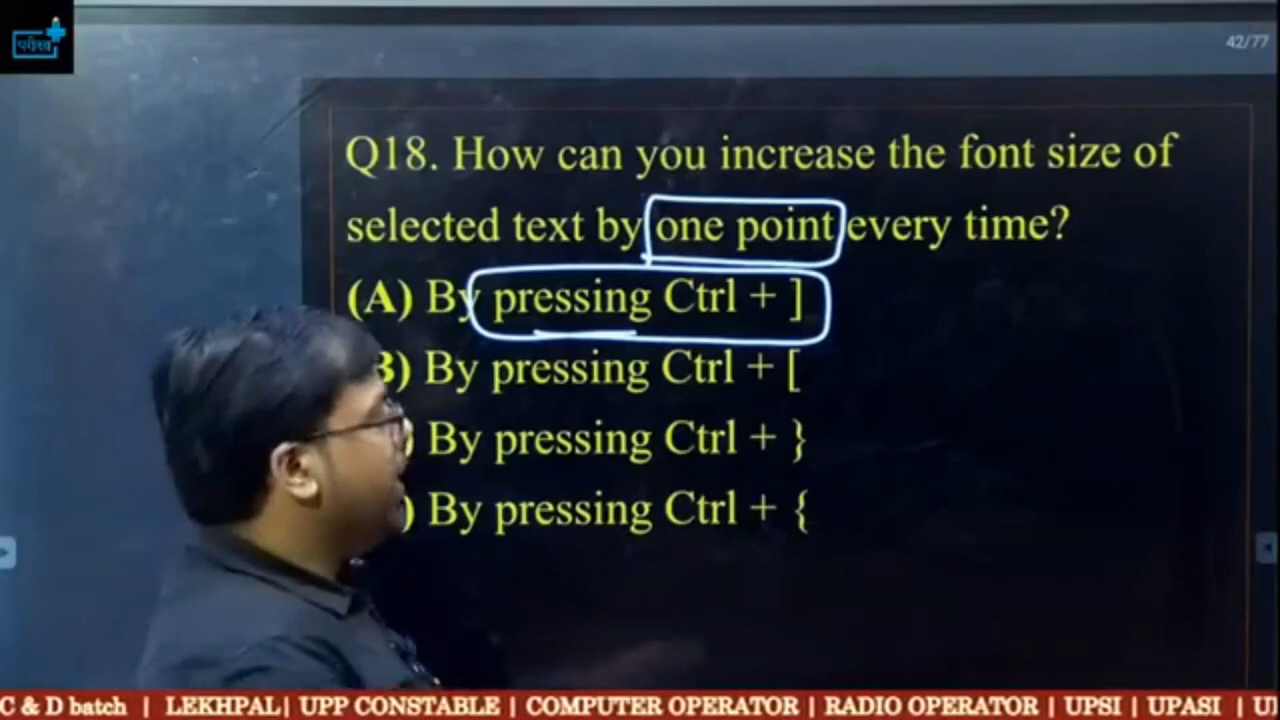 परीक्षा
42/77
Q18. How can you increase the font size of
selected text by one point every time?
(A) By pressing Ctrl + ]
B) By pressing Ctrl + [
) By pressing Ctrl + }
) By pressing Ctrl + {
C & D batch | LEKHPAL| UPP CONSTABLE | COMPUTER OPERATOR | RADIO OPERATOR | UPSI | UPASI |